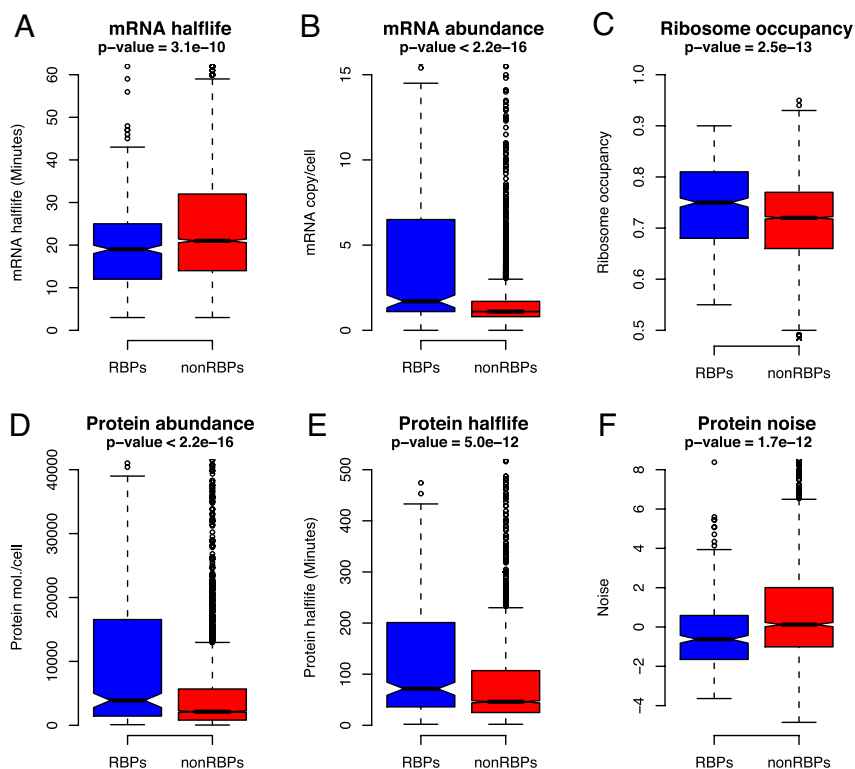 A
mRNA halflife
p−value = 3.1e−10
mRNA halflife (Minutes)
60
50
40
30
20
10
0
RBPs
nonRBPs
B
mRNA abundance
p−value < 2.2e−16
mRNA copy/cell
15
10
5
0
RBPs
nonRBPs
C
Ribosome occupancy
p−value = 2.5e−13
Ribosome occupancy
1.0
0.9
0.8
0.7
0.6
0.5
RBPs
nonRBPs
D
Protein abundance
p−value < 2.2e−16
Protein mol./cell
40000
30000
20000
10000
0
RBPs
nonRBPs
E
Protein halflife
p−value = 5.0e−12
Protein halflife (Minutes)
500
400
300
200
100
0
RBPs
nonRBPs
F
Protein noise
p−value = 1.7e−12
Noise
8
6
4
2
0
−2
−4
RBPs
nonRBPs